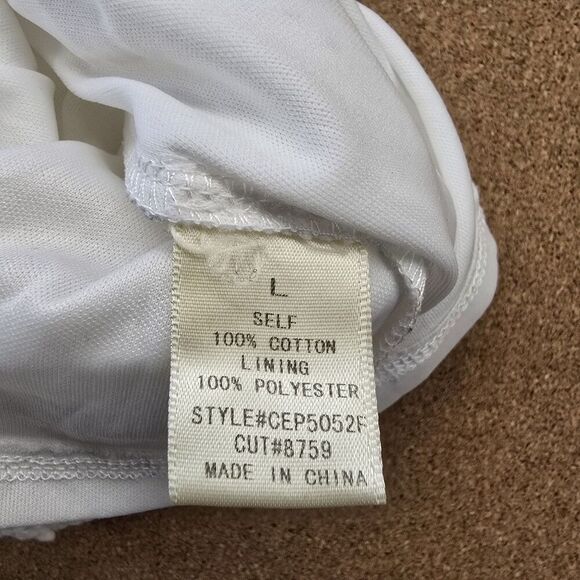 L
SELF
100% COTTON
LINING
100% POLYESTER
STYLE#CEP5052F
CUT#8759
MADE IN CHINA